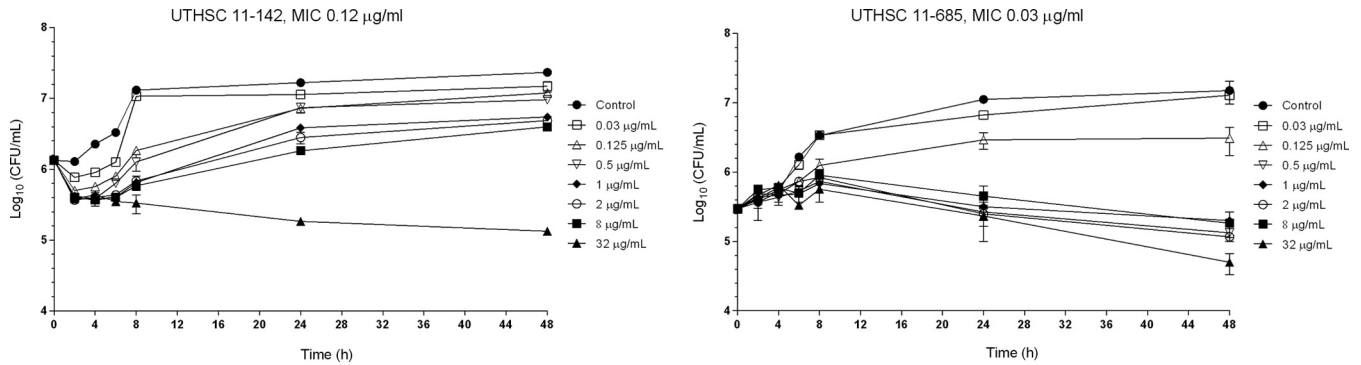 UTHSC 11-142, MIC 0.12 μg/ml
8
7
6
5
4
Log10 (CFU/mL)
0 4 8 12 16 20 24 28 32 36 40 44 48
Time (h)
Control
0.03 μg/mL
0.125 μg/mL
0.5 μg/mL
1 μg/mL
2 μg/mL
8 μg/mL
32 μg/mL
UTHSC 11-685, MIC 0.03 μg/ml
8
7
6
5
4
Log10 (CFU/mL)
0 4 8 12 16 20 24 28 32 36 40 44 48
Time (h)
Control
0.03 μg/mL
0.125 μg/mL
0.5 μg/mL
1 μg/mL
2 μg/mL
8 μg/mL
32 μg/mL